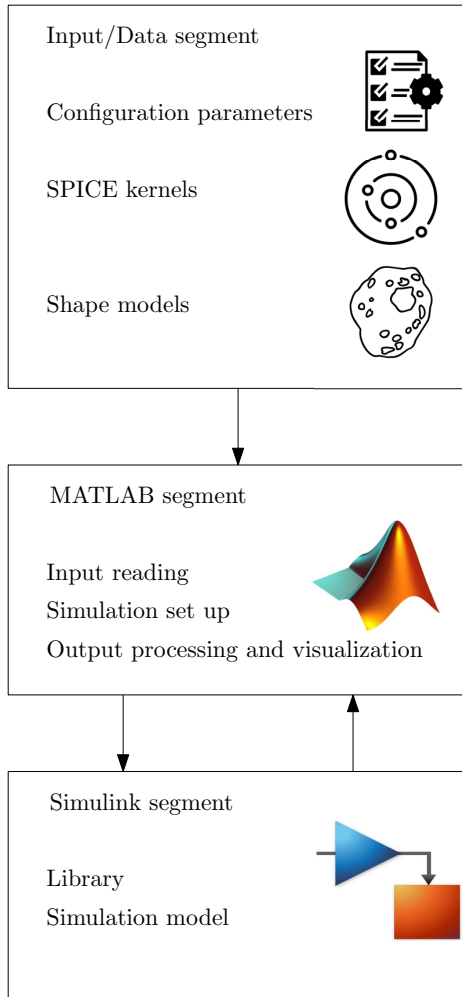 Input/Data segment
Configuration parameters
SPICE kernels
Shape models
MATLAB segment
Input reading
Simulation set up
Output processing and visualization
Simulink segment
Library
Simulation model